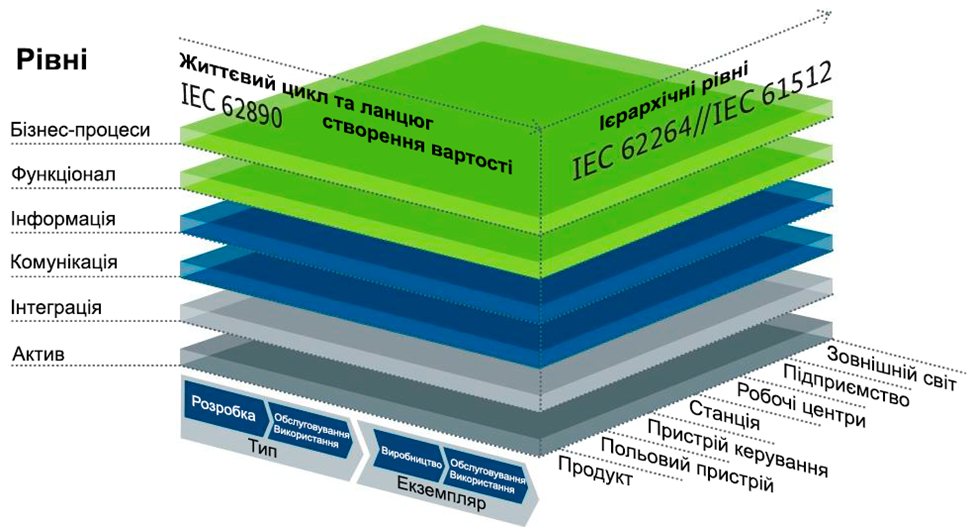 Рівні
Життєвий цикл та ланцюг
створення вартості
IEC 62890
Ієрархічні рівні
IEC 62264//IEC 61512
Бізнес-процеси
Функціонал
Інформація
Комунікація
Інтеграція
Актив
Розробка
Обслуговування
Використання
Тип
Виробництво
Обслуговування
Використання
Екземпляр
Зовнішній світ
Підприємство
Робочі центри
Станція
Пристрій керування
Польовий пристрій
Продукт